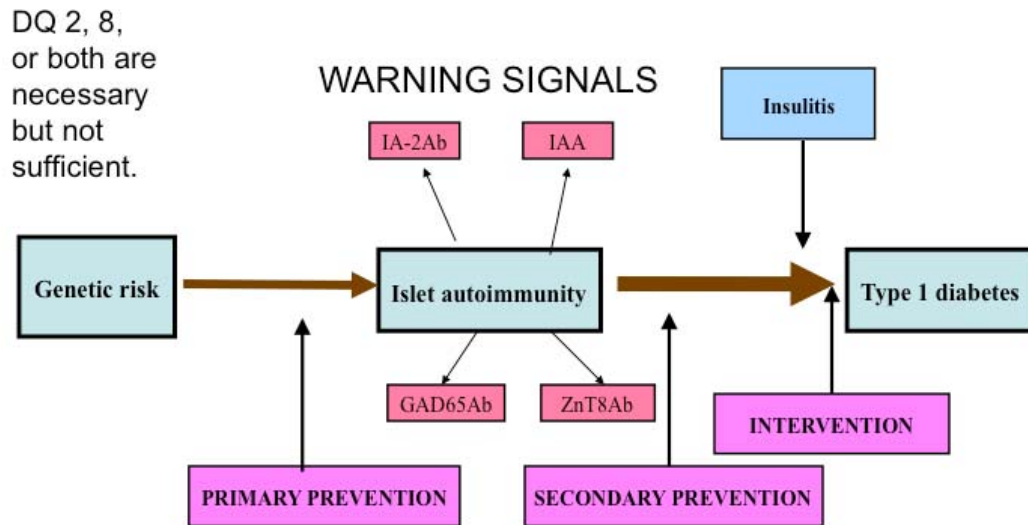 DQ 2, 8,
or both are
necessary
but not
sufficient.
WARNING SIGNALS
Insulitis
IA-2Ab
IAA
Genetic risk
Islet autoimmunity
Type 1 diabetes
GAD65Ab
ZnT8Ab
INTERVENTION
PRIMARY PREVENTION
SECONDARY PREVENTION